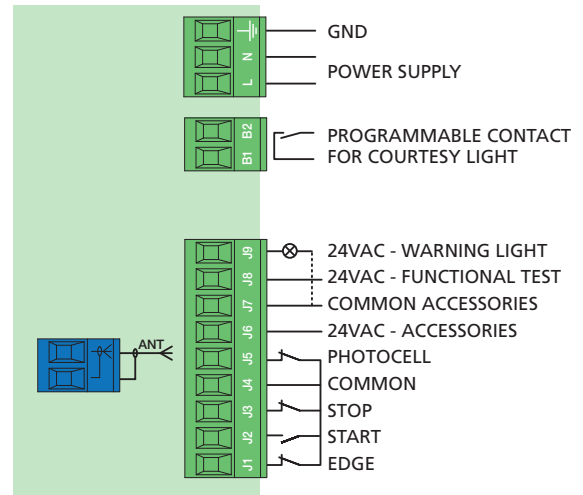 GND
N
L
POWER SUPPLY
B2
B1
PROGRAMMABLE CONTACT
FOR COURTESY LIGHT
J9
24VAC - WARNING LIGHT
J8
24VAC - FUNCTIONAL TEST
J7
COMMON ACCESSORIES
J6
24VAC - ACCESSORIES
ANT
J5
PHOTOCELL
J4
COMMON
J3
STOP
J2
START
J1
EDGE